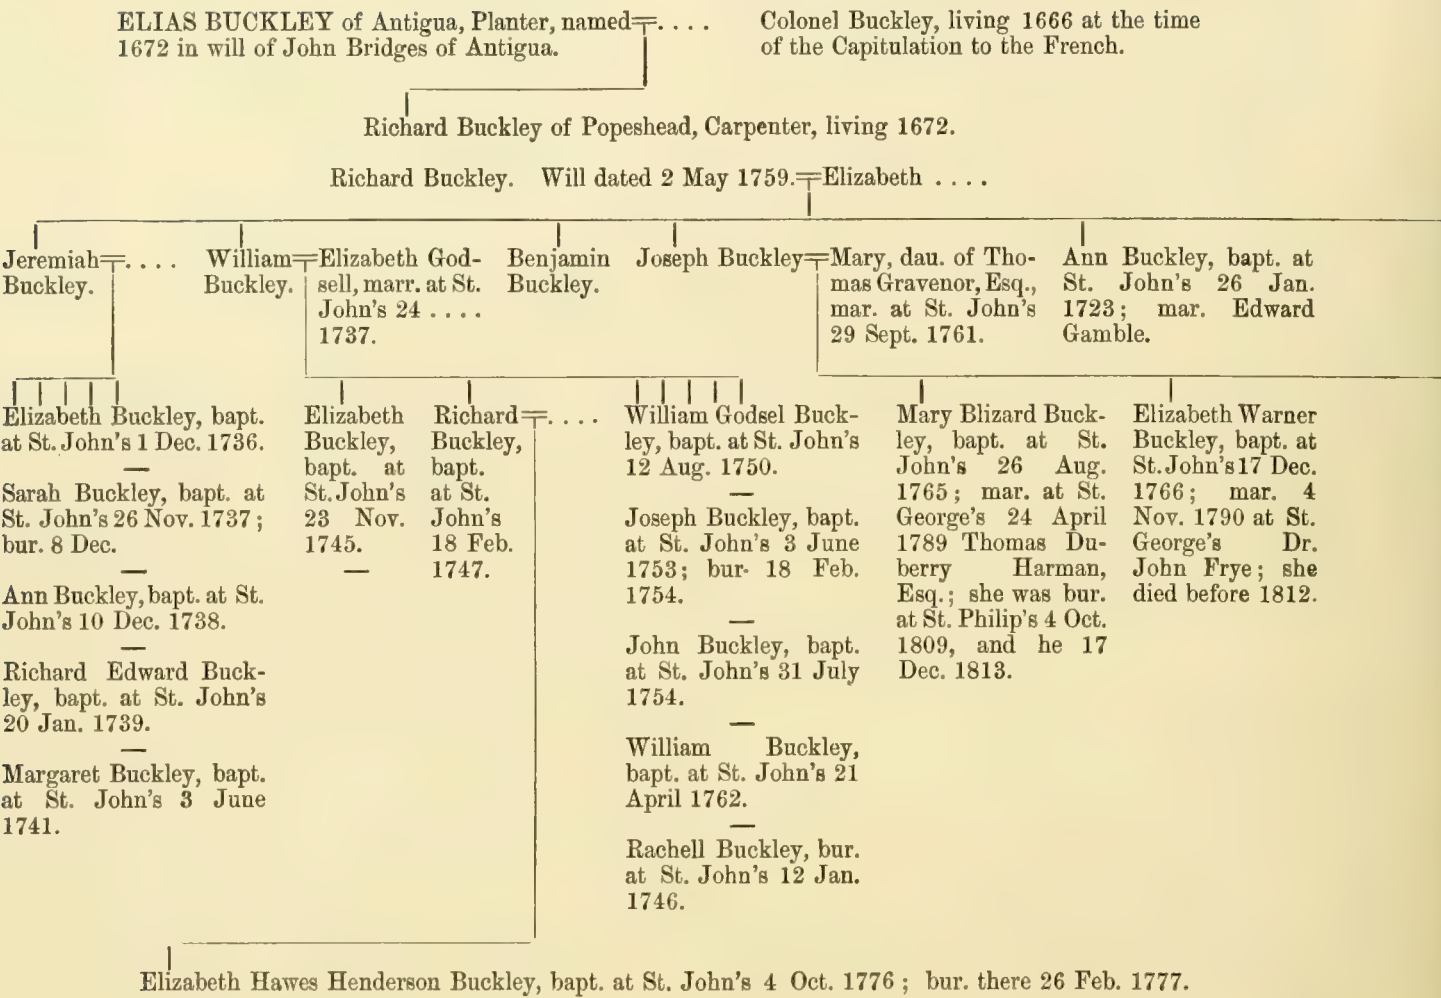 ELIAS BUCKLEY of Antigua, Planter, named=. . . .
1672 in will of John Bridges of Antigua.
Colonel Buckley, living 1666 at the time
of the Capitulation to the French.
Richard Buckley of Popeshead, Carpenter, living 1672.
Richard Buckley. Will dated 2 May 1759.=Elizabeth . . . .
Jeremiah=. . . .
Buckley.
William=Elizabeth God-
Buckley. sell, marr. at St.
John's 24 . . . .
1737.
Benjamin
Buckley.
Joseph Buckley=Mary, dau. of Tho-
mas Gravenor, Esq.,
mar. at St. John's
29 Sept. 1761.
Ann Buckley, bapt. at
St. John's 26 Jan.
1723; mar. Edward
Gamble.
Elizabeth Buckley, bapt.
at St. John's 1 Dec. 1736.
—
Sarah Buckley, bapt. at
St. John's 26 Nov. 1737;
bur. 8 Dec.
—
Ann Buckley, bapt. at St.
John's 10 Dec. 1738.
—
Richard Edward Buck-
ley, bapt. at St. John's
20 Jan. 1739.
—
Margaret Buckley, bapt.
at St. John's 3 June
1741.
Elizabeth
Buckley,
bapt. at
St. John's
23 Nov.
1745.
—
Richard=. . . .
Buckley,
bapt.
at St.
John's
18 Feb.
1747.
William Godsel Buck-
ley, bapt. at St. John's
12 Aug. 1750.
—
Joseph Buckley, bapt.
at St. John's 3 June
1753; bur. 18 Feb.
1754.
—
John Buckley, bapt.
at St. John's 31 July
1754.
—
William Buckley,
bapt. at St. John's 21
April 1762.
—
Rachell Buckley, bur.
at St. John's 12 Jan.
1746.
Mary Blizard Buck-
ley, bapt. at St.
John's 26 Aug.
1765; mar. at St.
George's 24 April
1789 Thomas Du-
berry Harman,
Esq.; she was bur.
at St. Philip's 4 Oct.
1809, and he 17
Dec. 1813.
Elizabeth Warner
Buckley, bapt. at
St. John's 17 Dec.
1766; mar. 4
Nov. 1790 at St.
George's Dr.
John Frye; she
died before 1812.
Elizabeth Hawes Henderson Buckley, bapt. at St. John's 4 Oct. 1776; bur. there 26 Feb. 1777.